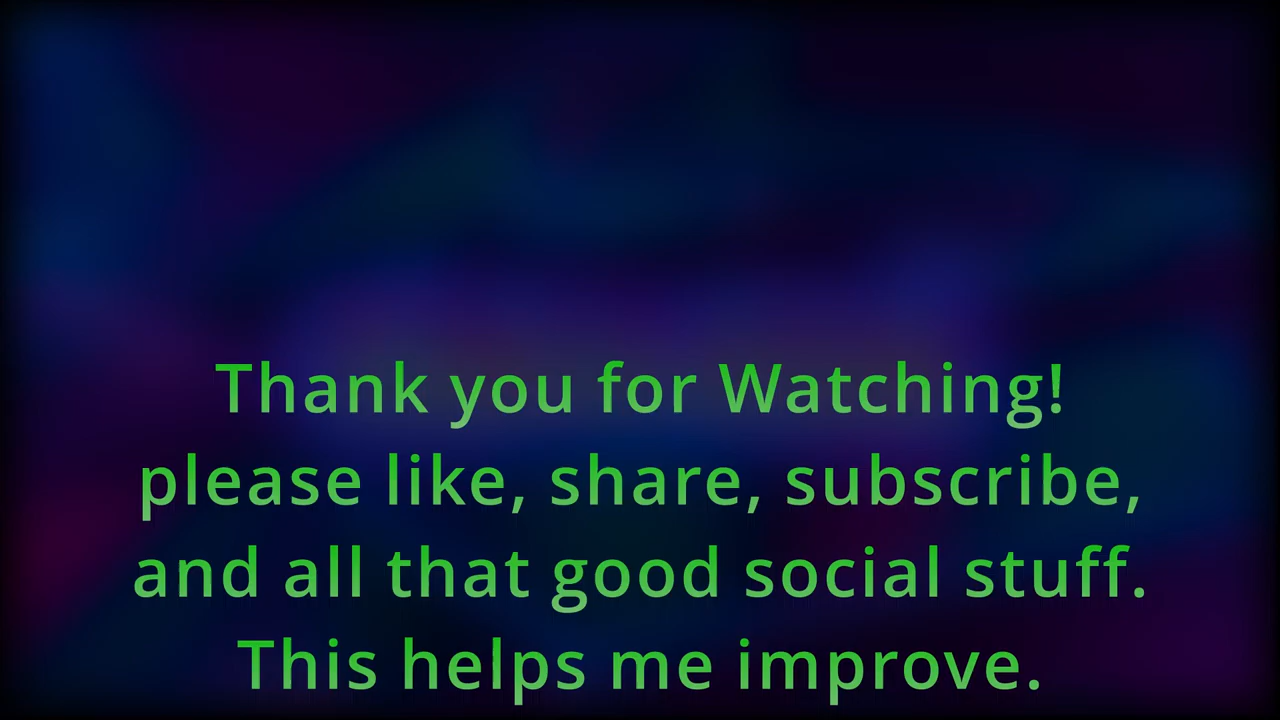 Thank you for Watching!
please like, share, subscribe,
and all that good social stuff.
This helps me improve.